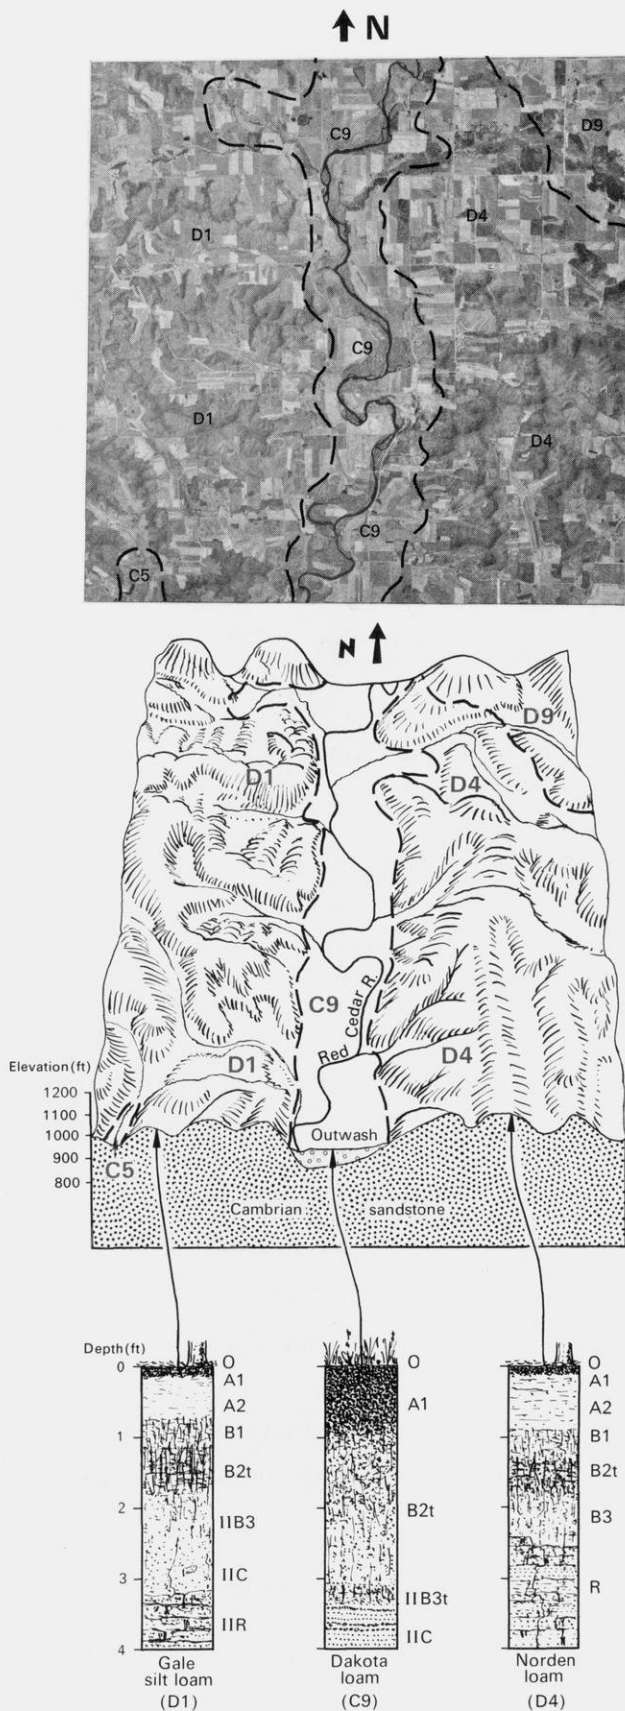 N
C9
D9
D1
D4
C9
D1
D4
C9
C5
N
D9
D1
D4
C9
Red Cedar R.
D1
D4
Elevation (ft)
1200
1100
1000
900
800
Outwash
C5
Cambrian sandstone
Depth (ft)
0
1
2
3
4
O
A1
A2
B1
B2t
IIB3
IIC
IIR
Gale
silt loam
(D1)
O
A1
B2t
IIB3t
IIC
Dakota
loam
(C9)
O
A1
A2
B1
B2t
B3
R
Norden
loam
(D4)